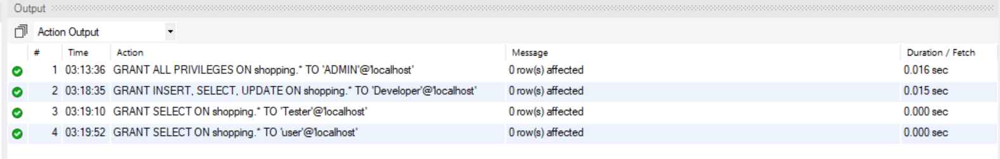 Output
Action Output
# Time Action Message Duration / Fetch
1 03:13:36 GRANT ALL PRIVILEGES ON shopping.* TO 'ADMIN'@'localhost' 0 row(s) affected 0.016 sec
2 03:18:35 GRANT INSERT, SELECT, UPDATE ON shopping.* TO 'Developer'@'localhost' 0 row(s) affected 0.015 sec
3 03:19:10 GRANT SELECT ON shopping.* TO 'Tester'@'localhost' 0 row(s) affected 0.000 sec
4 03:19:52 GRANT SELECT ON shopping.* TO 'user'@'localhost' 0 row(s) affected 0.000 sec